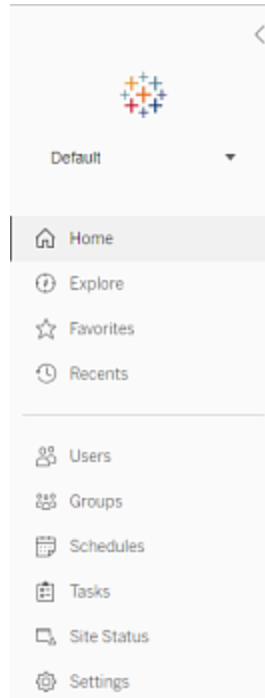 Default
Home
Explore
Favorites
Recents
Users
Groups
Schedules
Tasks
Site Status
Settings